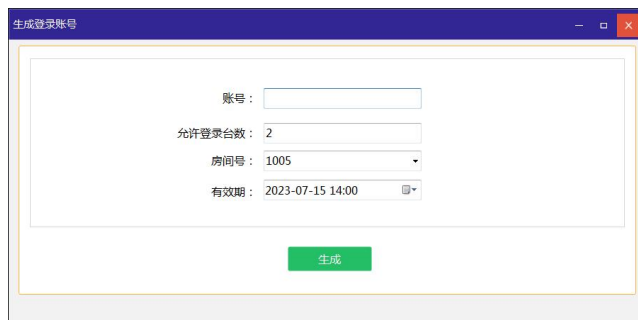 生成登录账号
账号：
允许登录台数： 2
房间号： 1005
有效期： 2023-07-15 14:00
生成